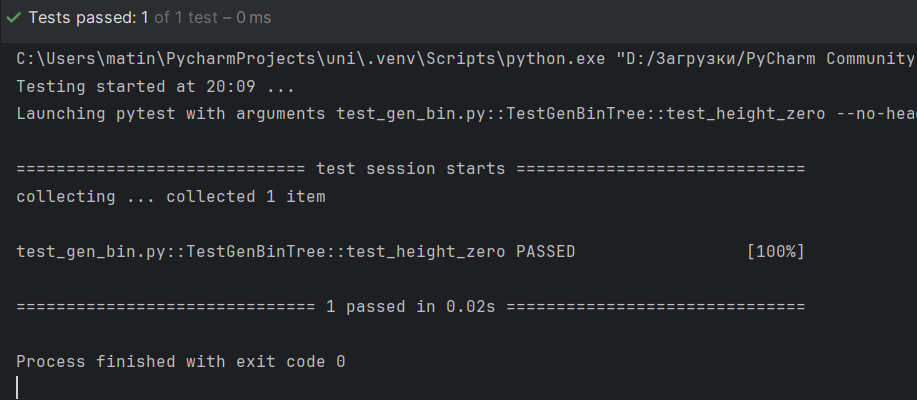 Tests passed: 1 of 1 test – 0 ms
C:\Users\matin\PycharmProjects\uni\.venv\Scripts\python.exe "D:/Загрузки/PyCharm Community
Testing started at 20:09 ...
Launching pytest with arguments test_gen_bin.py::TestGenBinTree::test_height_zero --no-hea
============================= test session starts =============================
collecting ... collected 1 item
test_gen_bin.py::TestGenBinTree::test_height_zero PASSED                 [100%]
============================== 1 passed in 0.02s ==============================
Process finished with exit code 0